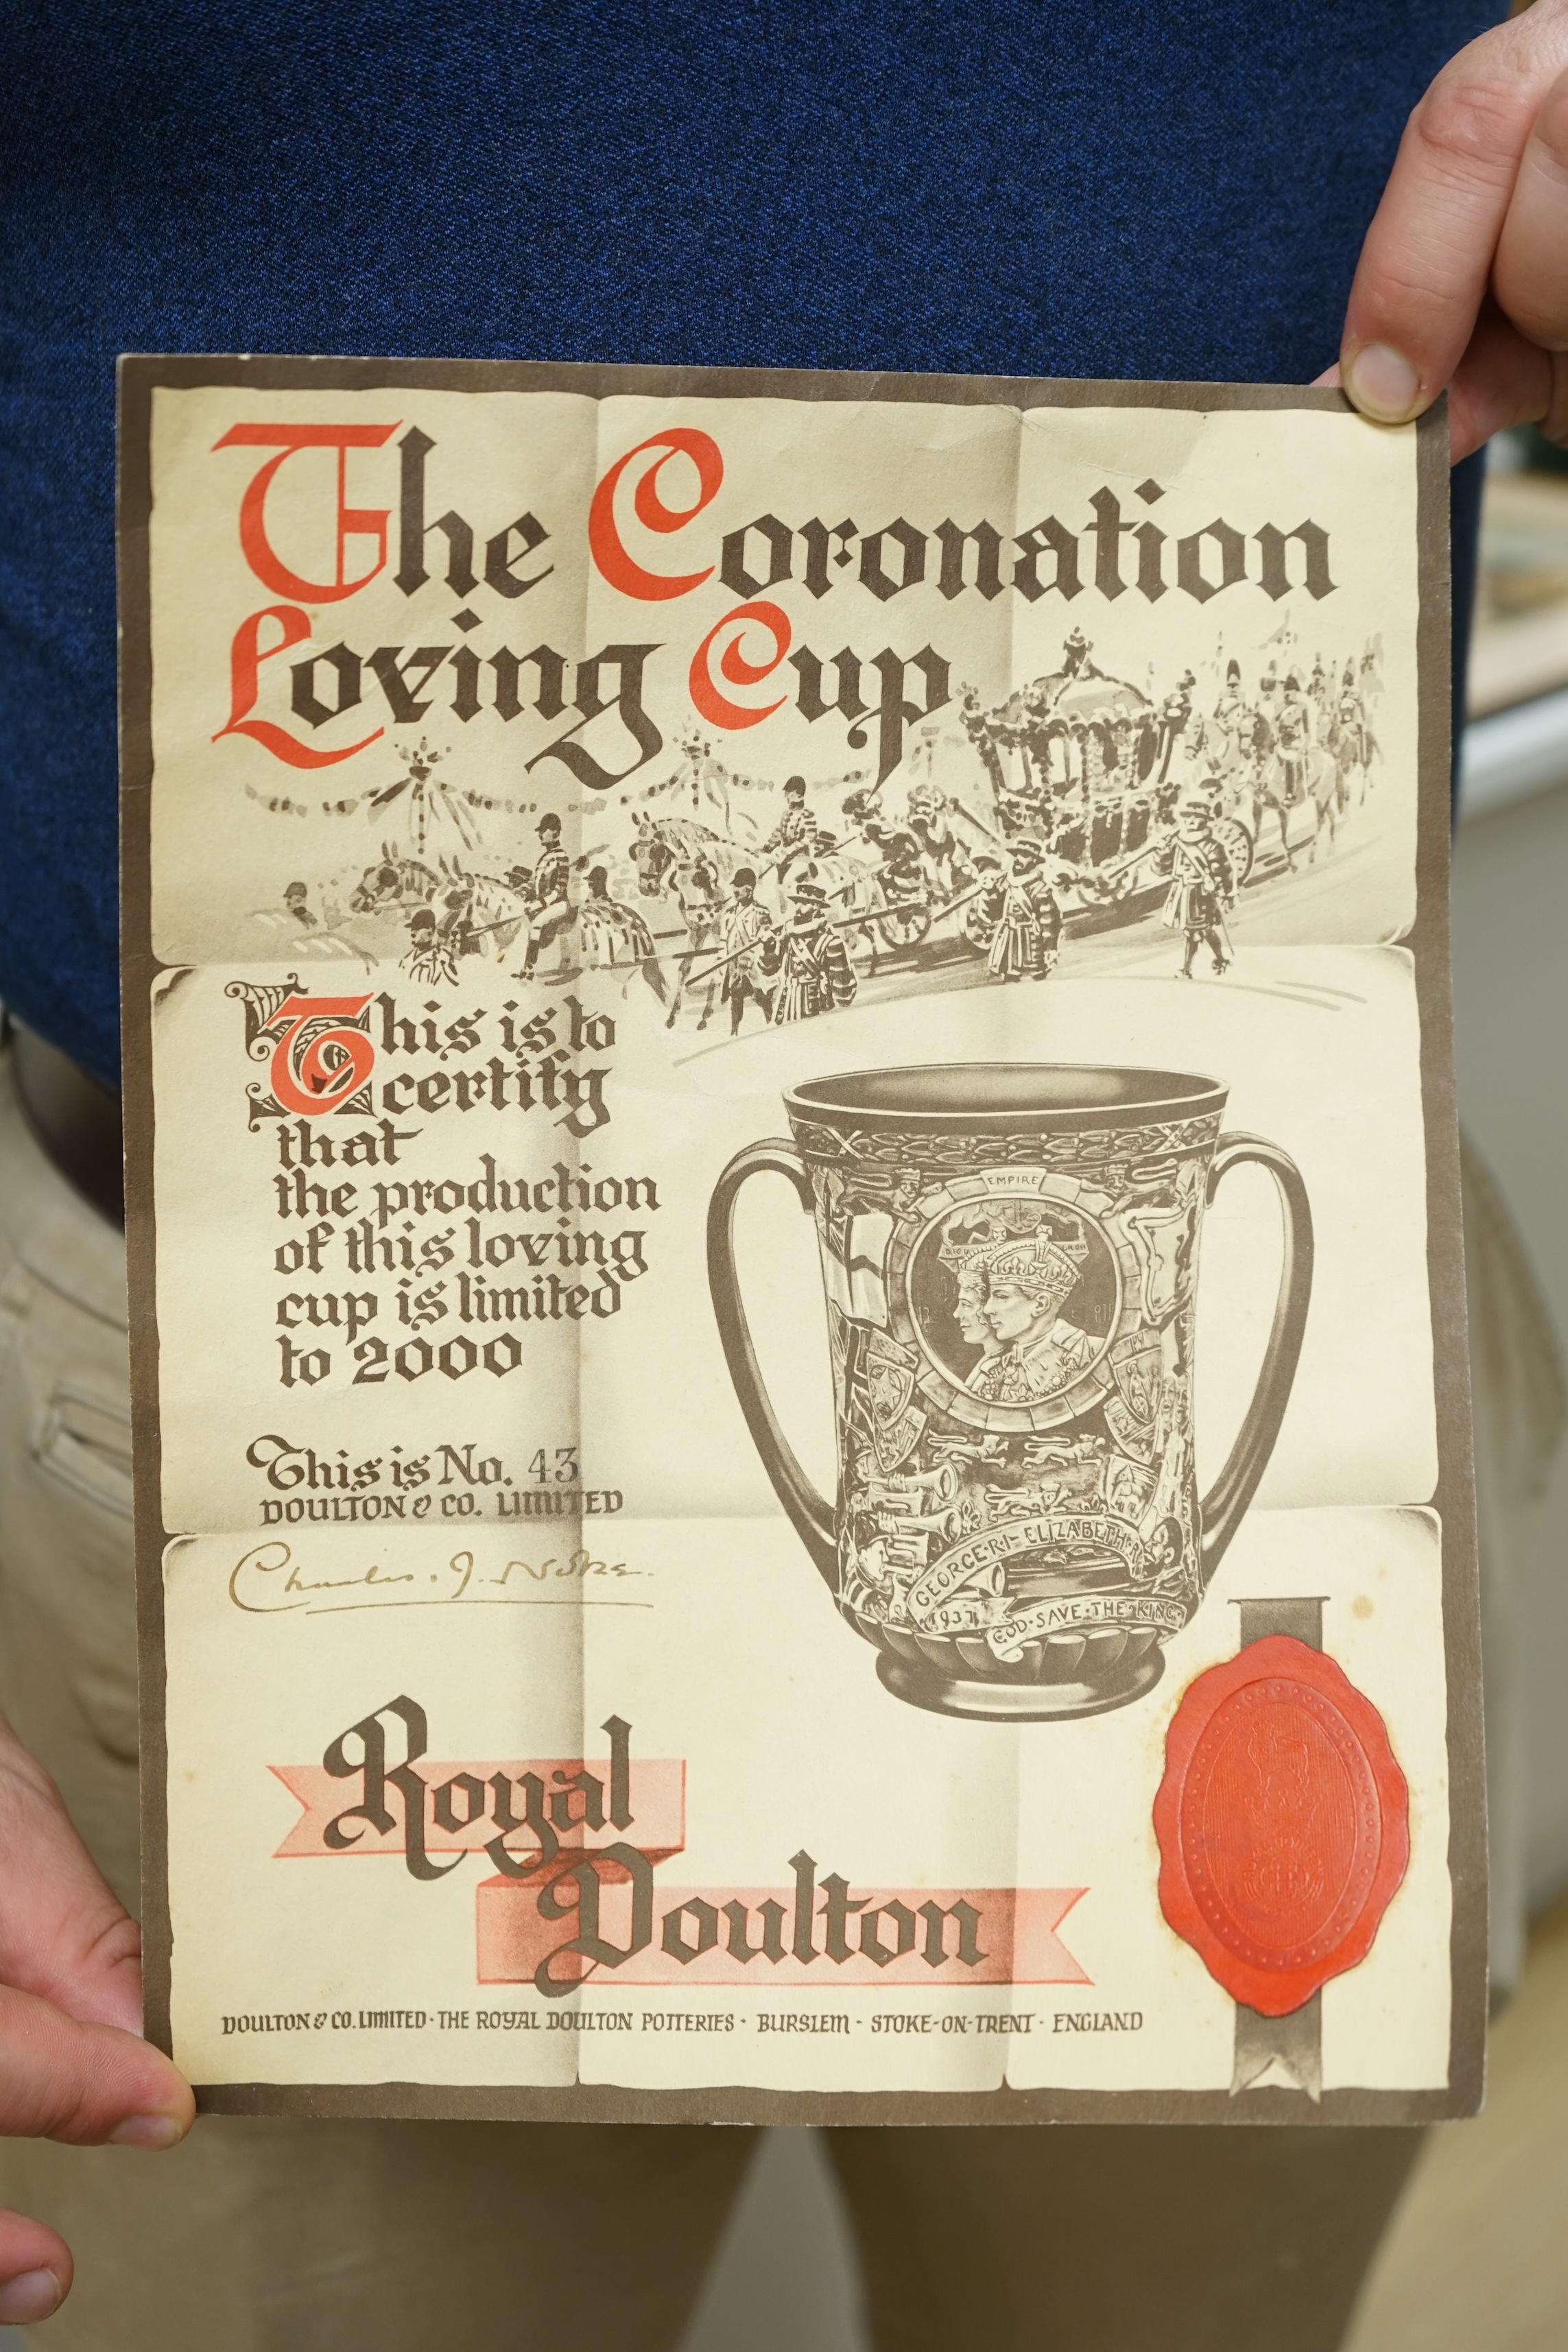 The Coronation
Loving Cup
This is to
certify
that
the production
of this loving
cup is limited
to 2000
EMPIRE
This is No. 43
DOULTON & CO. LIMITED
Charles. J. Noke.
GEORGE·R·I· ELIZABETH·R
1937
GOD·SAVE·THE·KING
Royal
Doulton
DOULTON & CO. LIMITED · THE ROYAL DOULTON POTTERIES · BURSLEM - STOKE-ON-TRENT · ENGLAND